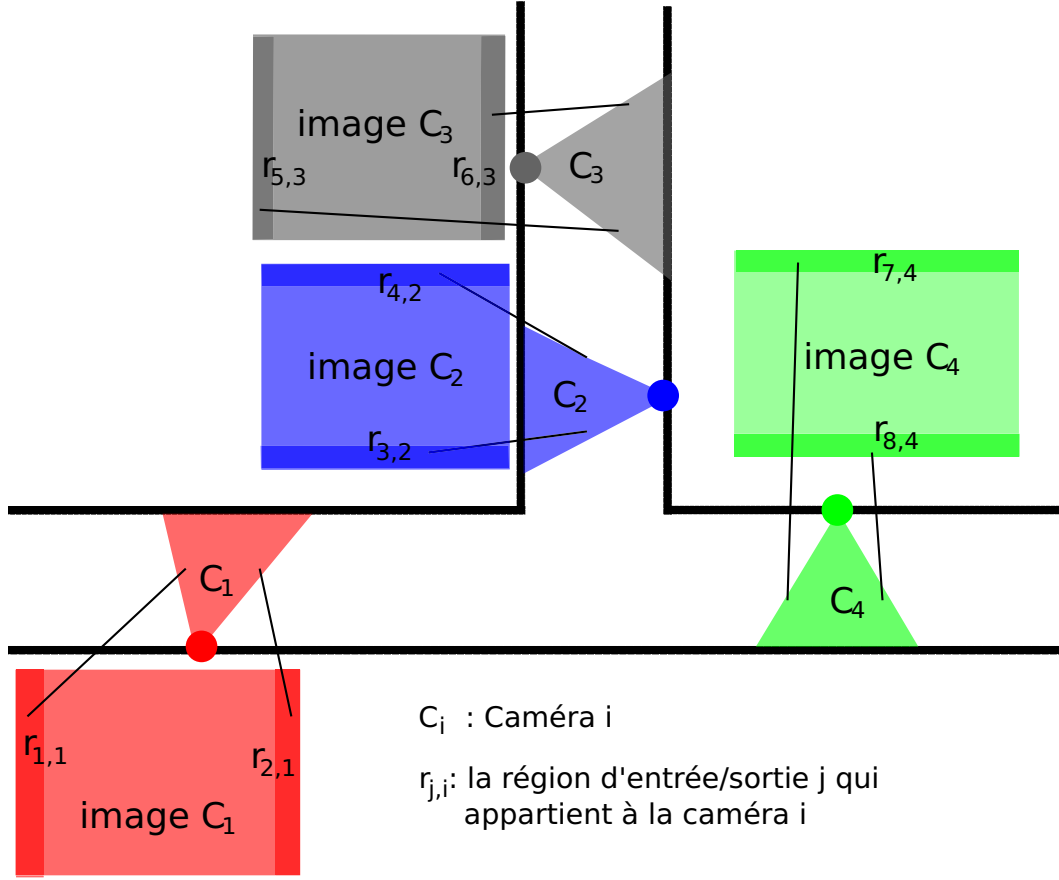 image C₃
r₅,₃
r₆,₃
C₃
r₄,₂
image C₂
r₃,₂
C₂
r₇,₄
image C₄
r₈,₄
C₁
C₄
r₁,₁
r₂,₁
image C₁
Cᵢ : Caméra i
rⱼ,ᵢ: la région d'entrée/sortie j qui
appartient à la caméra i